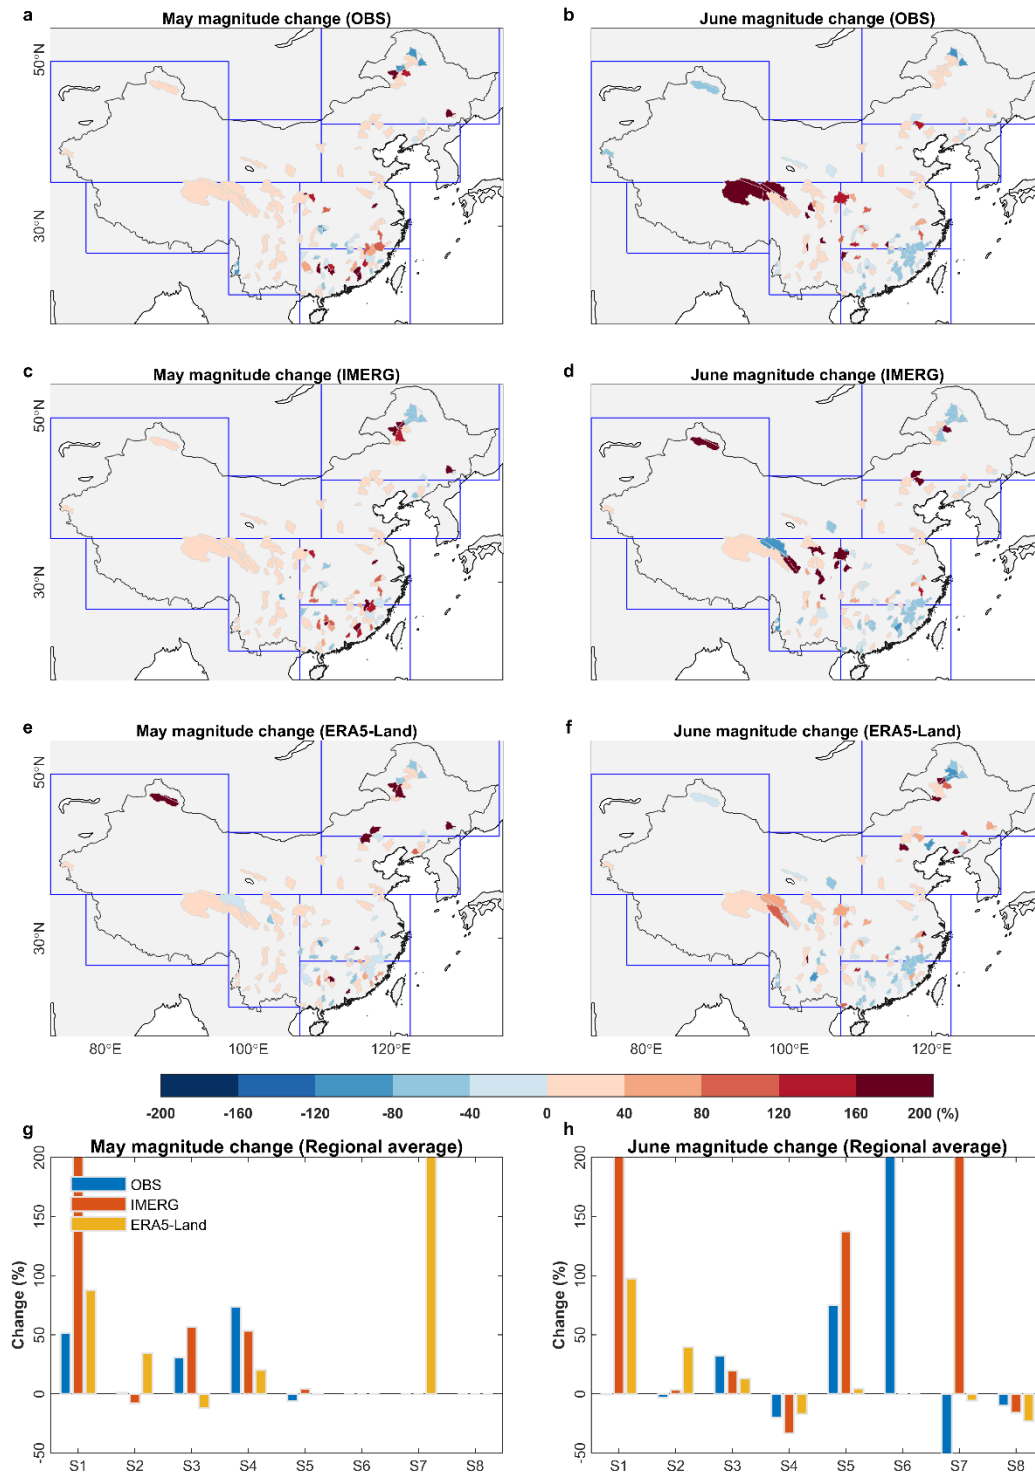 a May magnitude change (OBS)
b June magnitude change (OBS)
50°N
30°N
c May magnitude change (IMERG)
d June magnitude change (IMERG)
50°N
30°N
e May magnitude change (ERA5-Land)
f June magnitude change (ERA5-Land)
50°N
30°N
80°E 100°E 120°E
80°E 100°E 120°E
-200 -160 -120 -80 -40 0 40 80 120 160 200 (%)
g May magnitude change (Regional average)
200
150
100
50
0
-50
Change (%)
OBS
IMERG
ERA5-Land
S1 S2 S3 S4 S5 S6 S7 S8
h June magnitude change (Regional average)
200
150
100
50
0
-50
Change (%)
S1 S2 S3 S4 S5 S6 S7 S8